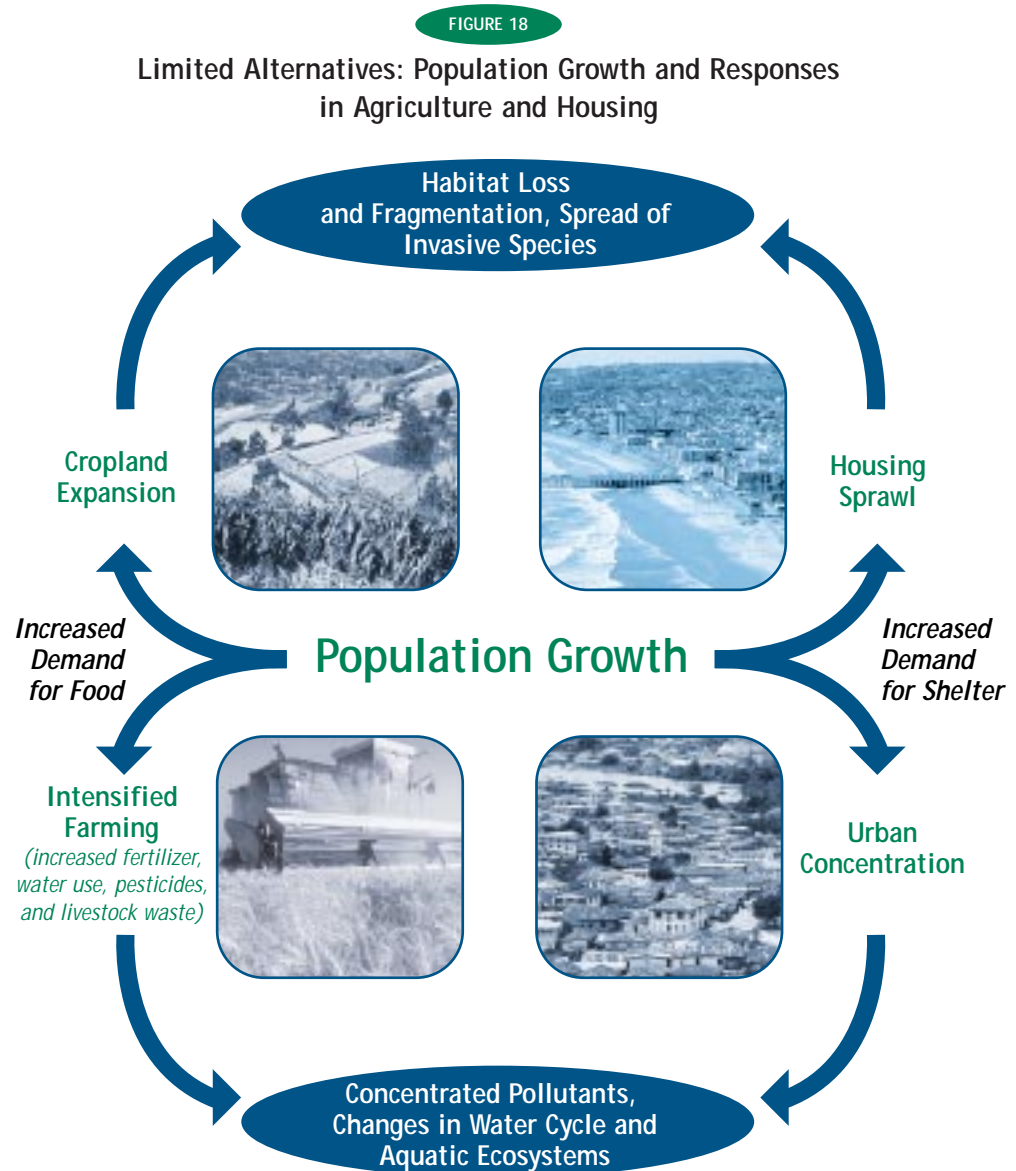 FIGURE 18
Limited Alternatives: Population Growth and Responses
in Agriculture and Housing
Habitat Loss
and Fragmentation, Spread of
Invasive Species
Cropland
Expansion
Housing
Sprawl
Increased
Demand
for Food
Population Growth
Increased
Demand
for Shelter
Intensified
Farming
(increased fertilizer,
water use, pesticides,
and livestock waste)
Urban
Concentration
Concentrated Pollutants,
Changes in Water Cycle and
Aquatic Ecosystems